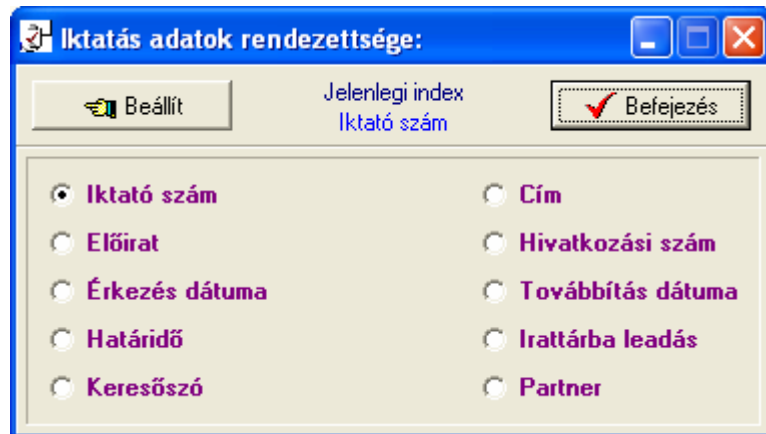 Iktatás adatok rendezettsége:
Beállít
Jelenlegi index
Iktató szám
Befejezés
Iktató szám
Cím
Előirat
Hivatkozási szám
Érkezés dátuma
Továbbítás dátuma
Határidő
Irattárba leadás
Keresőszó
Partner